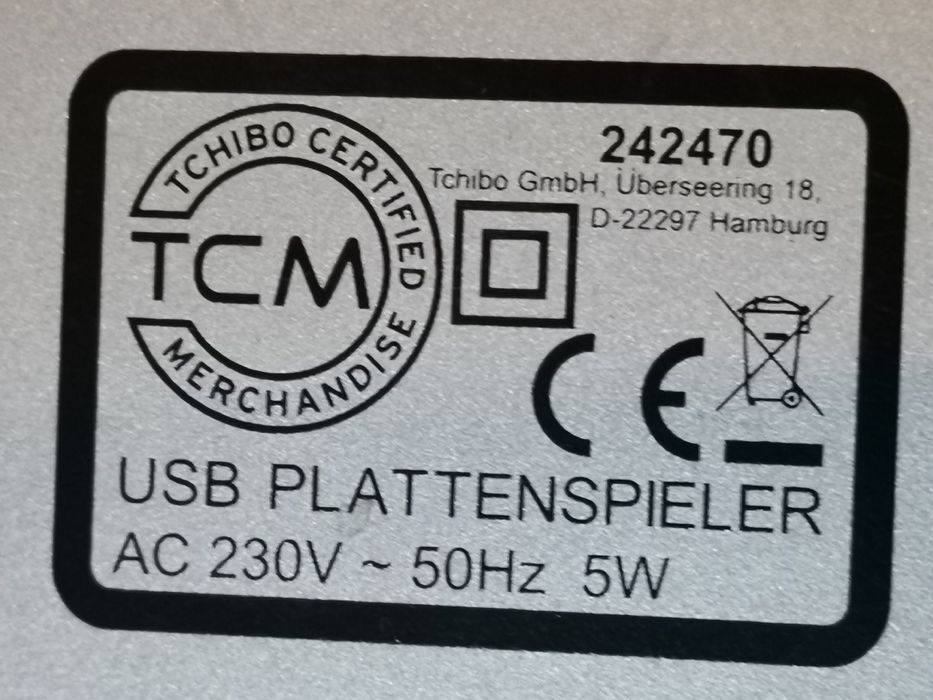 TCHIBO CERTIFIED MERCHANDISE
TCM
242470
Tchibo GmbH, Überseering 18,
D-22297 Hamburg
CE
USB PLATTENSPIELER
AC 230V ~ 50Hz 5W